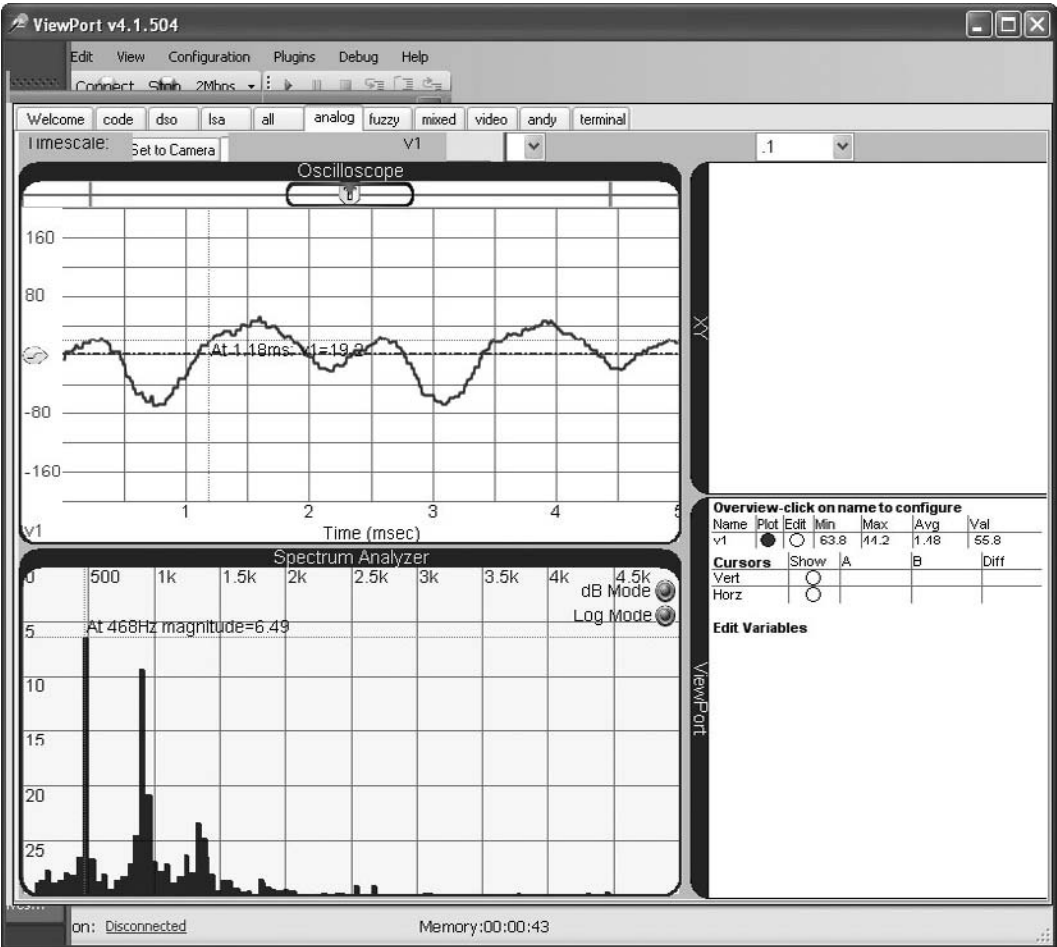 ViewPort v4.1.504
Edit View Configuration Plugins Debug Help
Connect Stop 2Mbps
Welcome code dso lsa all analog fuzzy mixed video andy terminal
Timescale: Set to Camera v1 .1
Oscilloscope
160
80
-80
-160
At 1.18ms: v1=19.2
1 2 3 4 5
v1
Time (msec)
XY
Spectrum Analyzer
0 500 1k 1.5k 2k 2.5k 3k 3.5k 4k 4.5k
dB Mode
Log Mode
5
At 468Hz magnitude=6.49
10
15
20
25
ViewPort
Overview-click on name to configure
Name Plot Edit Min Max Avg Val
v1 63.8 44.2 1.48 55.8
Cursors Show A B Diff
Vert
Horz
Edit Variables
on: Disconnected Memory:00:00:43